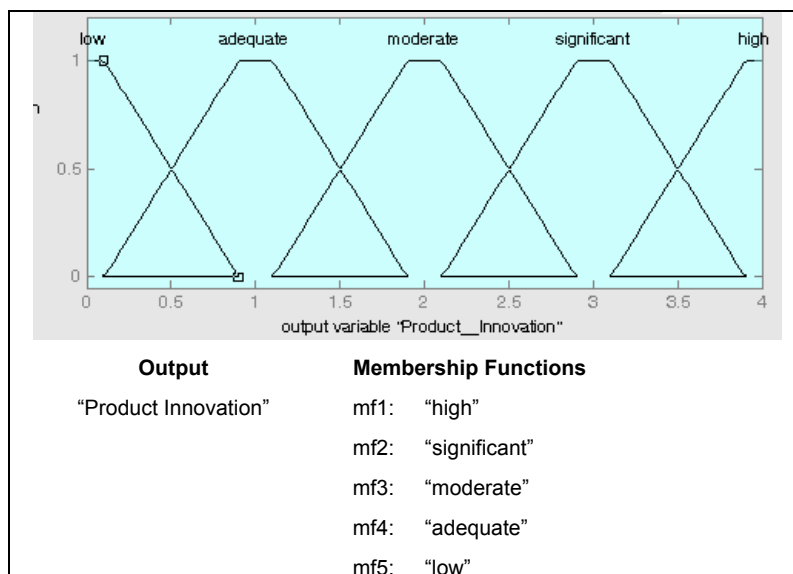 low adequate moderate significant high
1
0.5
0
0 0.5 1 1.5 2 2.5 3 3.5 4
output variable "Product__Innovation"
Output Membership Functions
“Product Innovation” mf1: “high”
mf2: “significant”
mf3: “moderate”
mf4: “adequate”
mf5: “low”